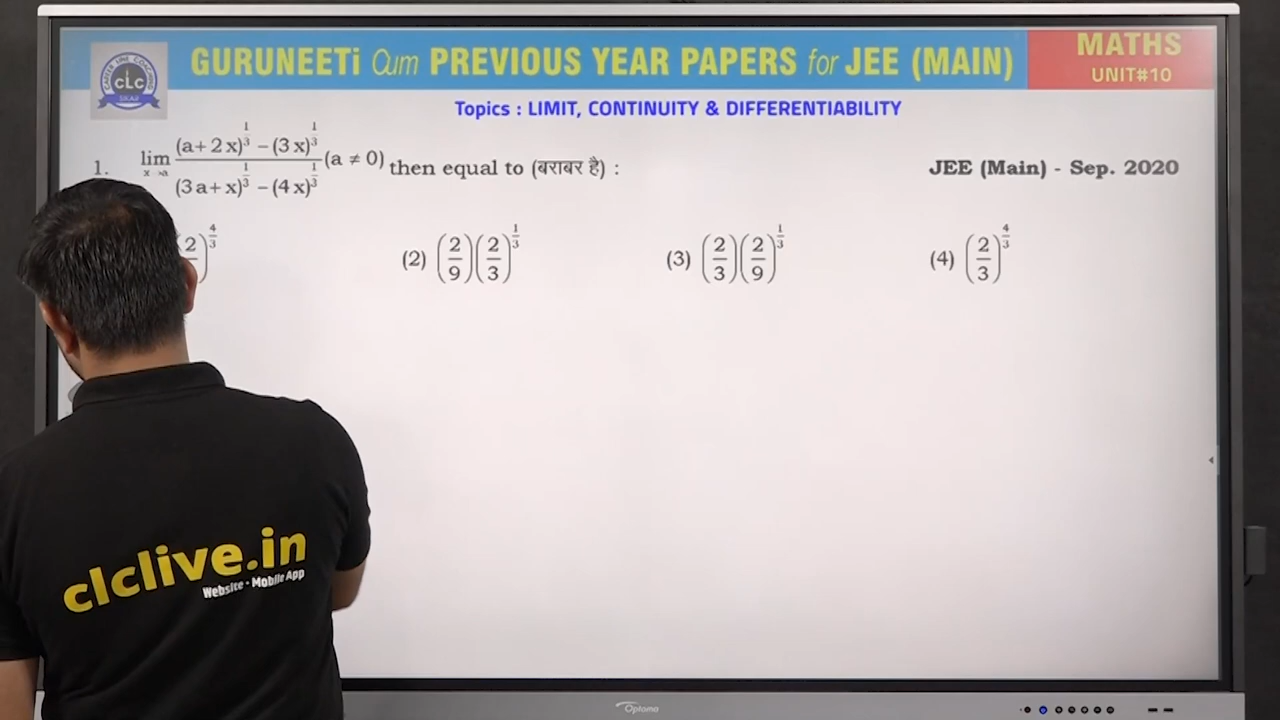 GURUNEETi Cum PREVIOUS YEAR PAPERS for JEE (MAIN)
MATHS
UNIT#10
CLC
Topics : LIMIT, CONTINUITY & DIFFERENTIABILITY
1. lim x→a ((a+2x)^(1/3) – (3x)^(1/3))/((3a+x)^(1/3) – (4x)^(1/3)) (a ≠ 0) then equal to (बराबर है) :
JEE (Main) - Sep. 2020
(2) (2/9)(2/3)^(1/3) (3) (2/3)(2/9)^(1/3) (4) (2/3)^(4/3)
clclive.in
Website • Mobile App
Optoma